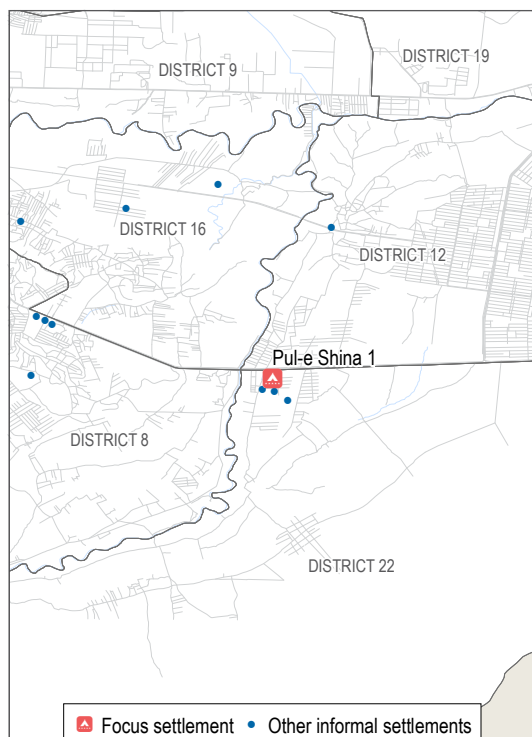 DISTRICT 19
DISTRICT 9
DISTRICT 16
DISTRICT 12
Pul-e Shina 1
DISTRICT 8
DISTRICT 22
Focus settlement
Other informal settlements